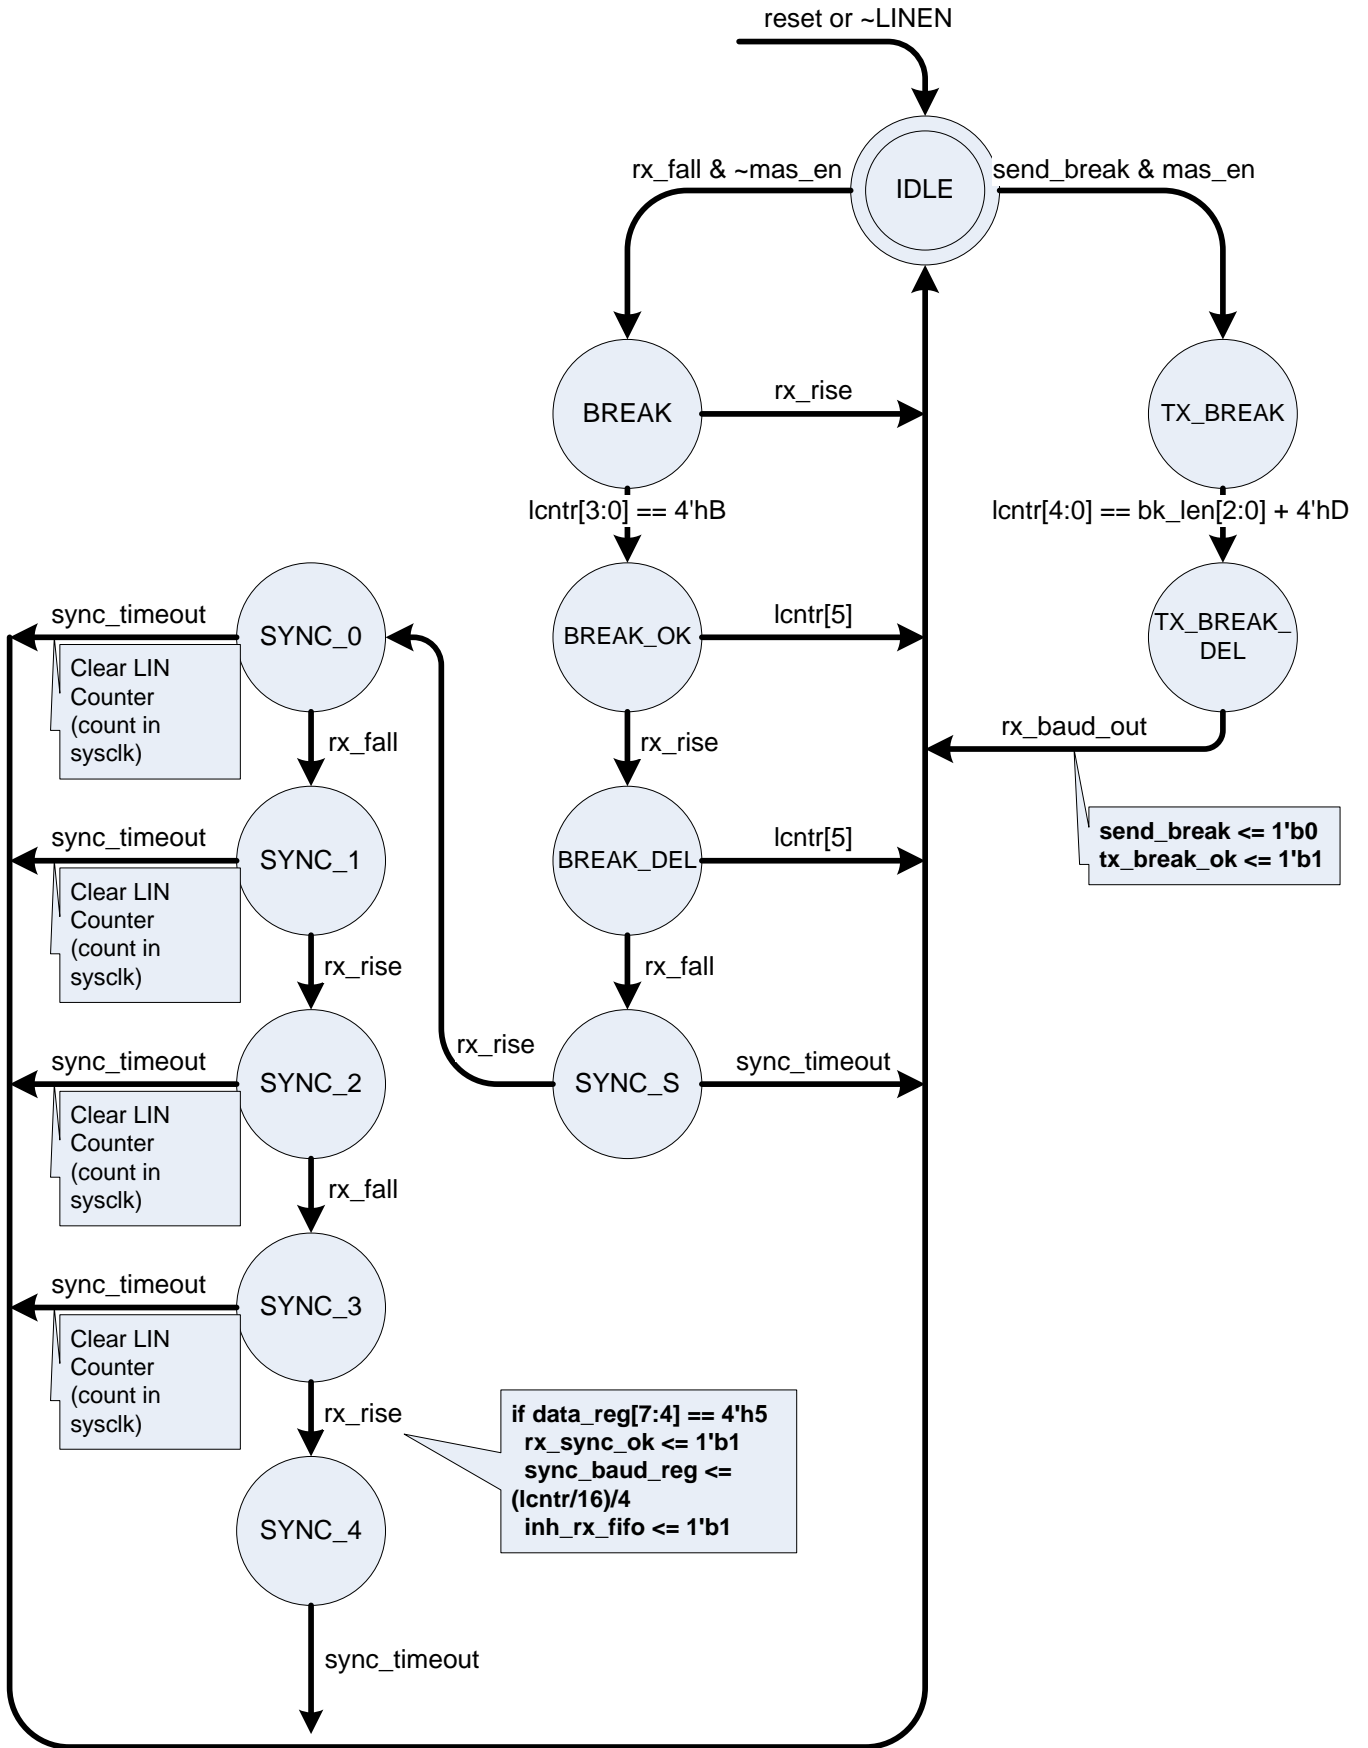 reset or ~LINEN
rx_fall & ~mas_en
IDLE
send_break & mas_en
BREAK
rx_rise
TX_BREAK
lcntr[3:0] == 4'hB
lcntr[4:0] == bk_len[2:0] + 4'hD
sync_timeout
SYNC_0
BREAK_OK
lcntr[5]
TX_BREAK_
DEL
Clear LIN
Counter
(count in
sysclk)
rx_fall
rx_rise
rx_baud_out
sync_timeout
SYNC_1
BREAK_DEL
lcntr[5]
send_break <= 1'b0
tx_break_ok <= 1'b1
Clear LIN
Counter
(count in
sysclk)
rx_rise
rx_fall
sync_timeout
SYNC_2
rx_rise
SYNC_S
sync_timeout
Clear LIN
Counter
(count in
sysclk)
rx_fall
sync_timeout
SYNC_3
Clear LIN
Counter
(count in
sysclk)
rx_rise
if data_reg[7:4] == 4'h5
rx_sync_ok <= 1'b1
sync_baud_reg <=
(lcntr/16)/4
inh_rx_fifo <= 1'b1
SYNC_4
sync_timeout